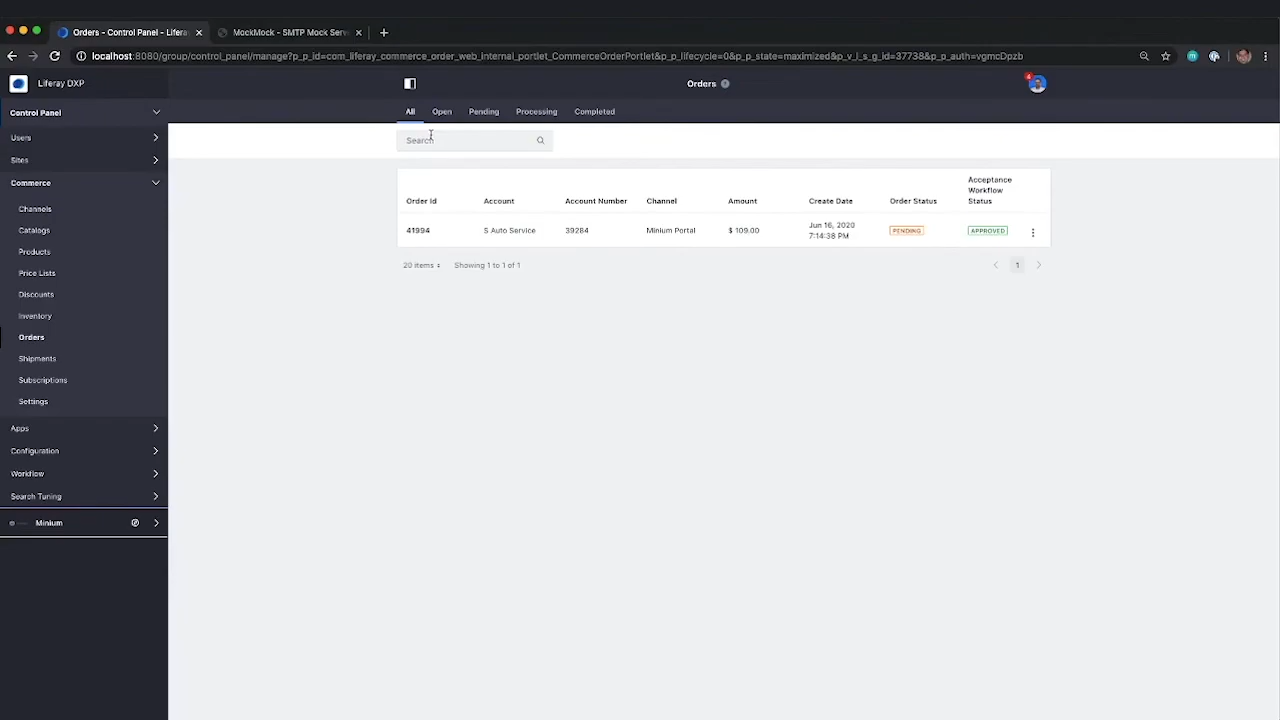 Orders - Control Panel - Lifera
MockMock - SMTP Mock Serv
localhost:8080/group/control_panel/manage?p_p_id=com_liferay_commerce_order_web_internal_portlet_CommerceOrderPortlet&p_p_lifecycle=0&p_p_state=maximized&p_v_l_s_g_id=37738&p_p_auth=vgmcDpzb
Liferay DXP
Orders
4
Control Panel
All Open Pending Processing Completed
Users
Search
Sites
Commerce
Channels
Catalogs
Products
Price Lists
Discounts
Inventory
Orders
Shipments
Subscriptions
Settings
Apps
Configuration
Workflow
Search Tuning
Minium
Order Id Account Account Number Channel Amount Create Date Order Status Acceptance
Workflow
Status
41994 S Auto Service 39284 Minium Portal $ 109.00 Jun 16, 2020
7:14:38 PM
PENDING APPROVED
20 items Showing 1 to 1 of 1
1